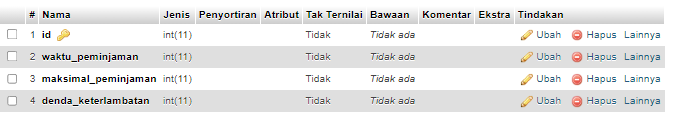 # Nama Jenis Penyortiran Atribut Tak Ternilai Bawaan Komentar Ekstra Tindakan
1 id int(11) Tidak Tidak ada Ubah Hapus Lainnya
2 waktu_peminjaman int(11) Tidak Tidak ada Ubah Hapus Lainnya
3 maksimal_peminjaman int(11) Tidak Tidak ada Ubah Hapus Lainnya
4 denda_keterlambatan int(11) Tidak Tidak ada Ubah Hapus Lainnya